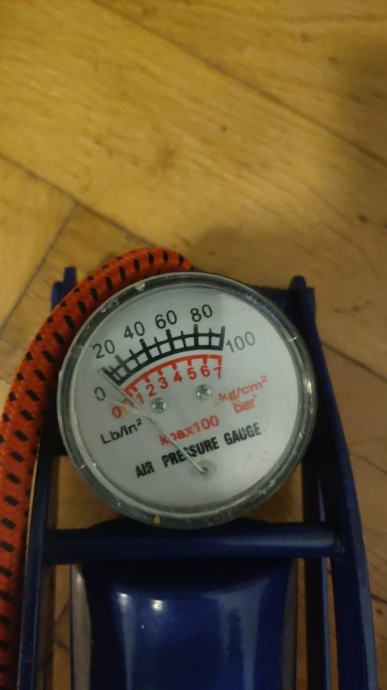 0 20 40 60 80 100
0 1 2 3 4 5 6 7
Lb/in² kg/cm²
kpax100 bar
AIR PRESSURE GAUGE